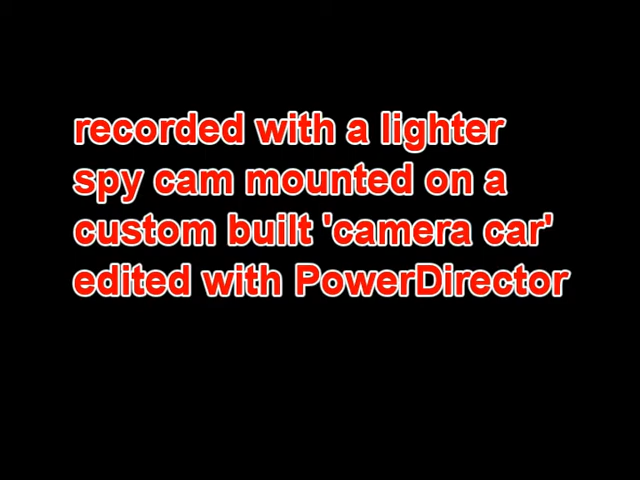 recorded with a lighter
spy cam mounted on a
custom built 'camera car'
edited with PowerDirector